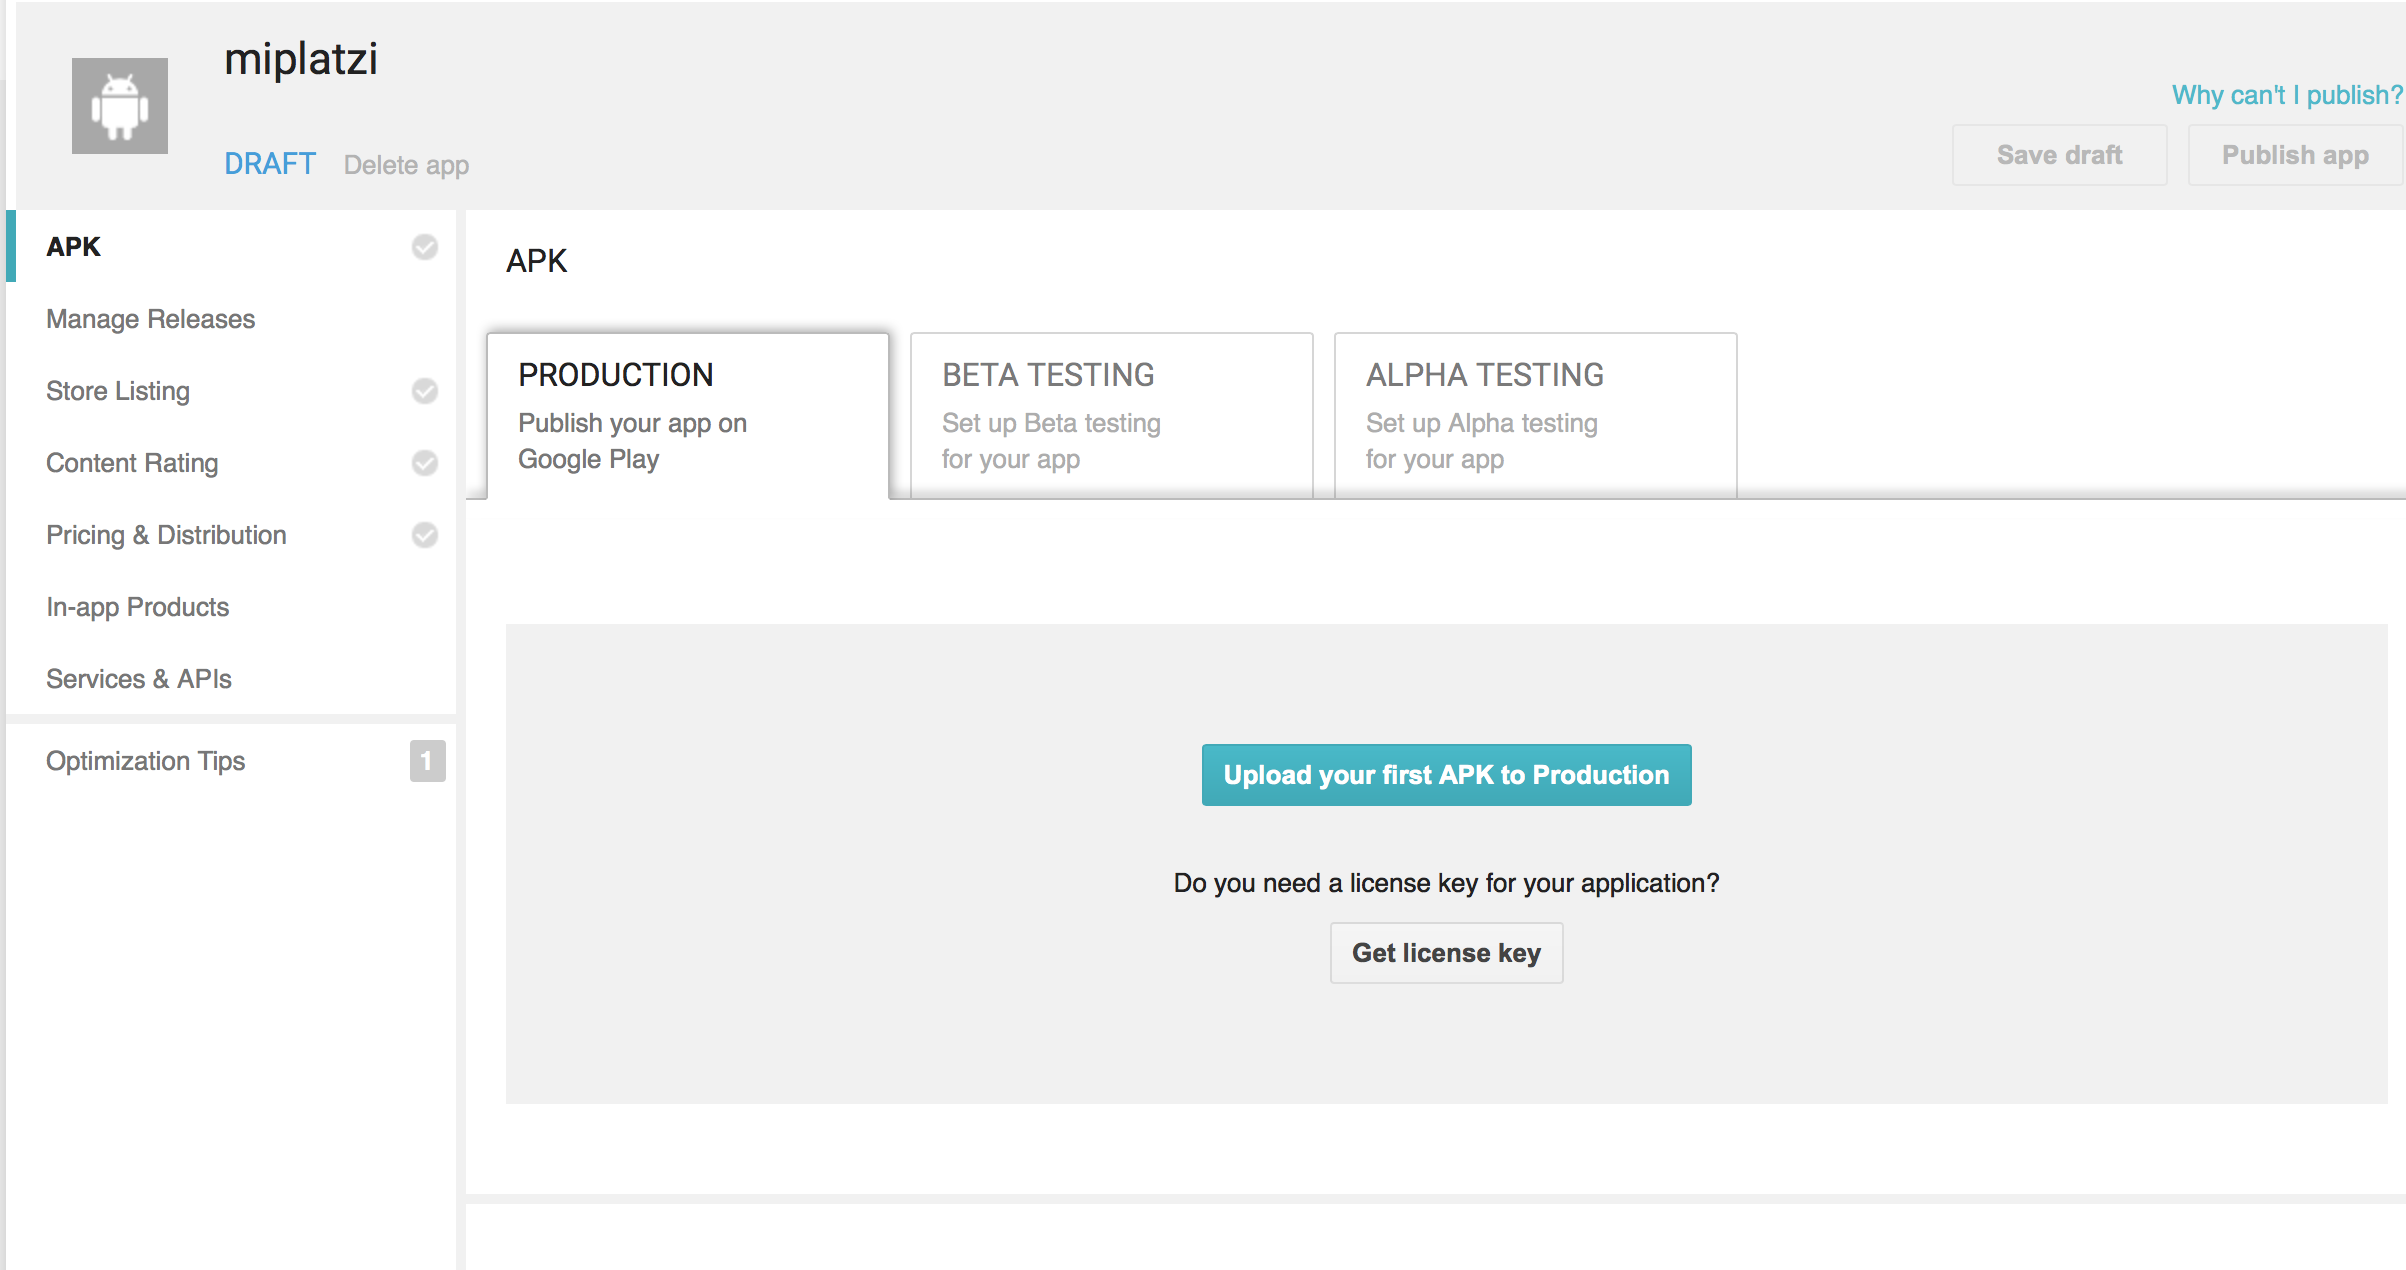 miplatzi
DRAFT Delete app
Why can't I publish?
Save draft Publish app
APK
Manage Releases
Store Listing
Content Rating
Pricing & Distribution
In-app Products
Services & APIs
Optimization Tips 1
APK
PRODUCTION
Publish your app on
Google Play
BETA TESTING
Set up Beta testing
for your app
ALPHA TESTING
Set up Alpha testing
for your app
Upload your first APK to Production
Do you need a license key for your application?
Get license key